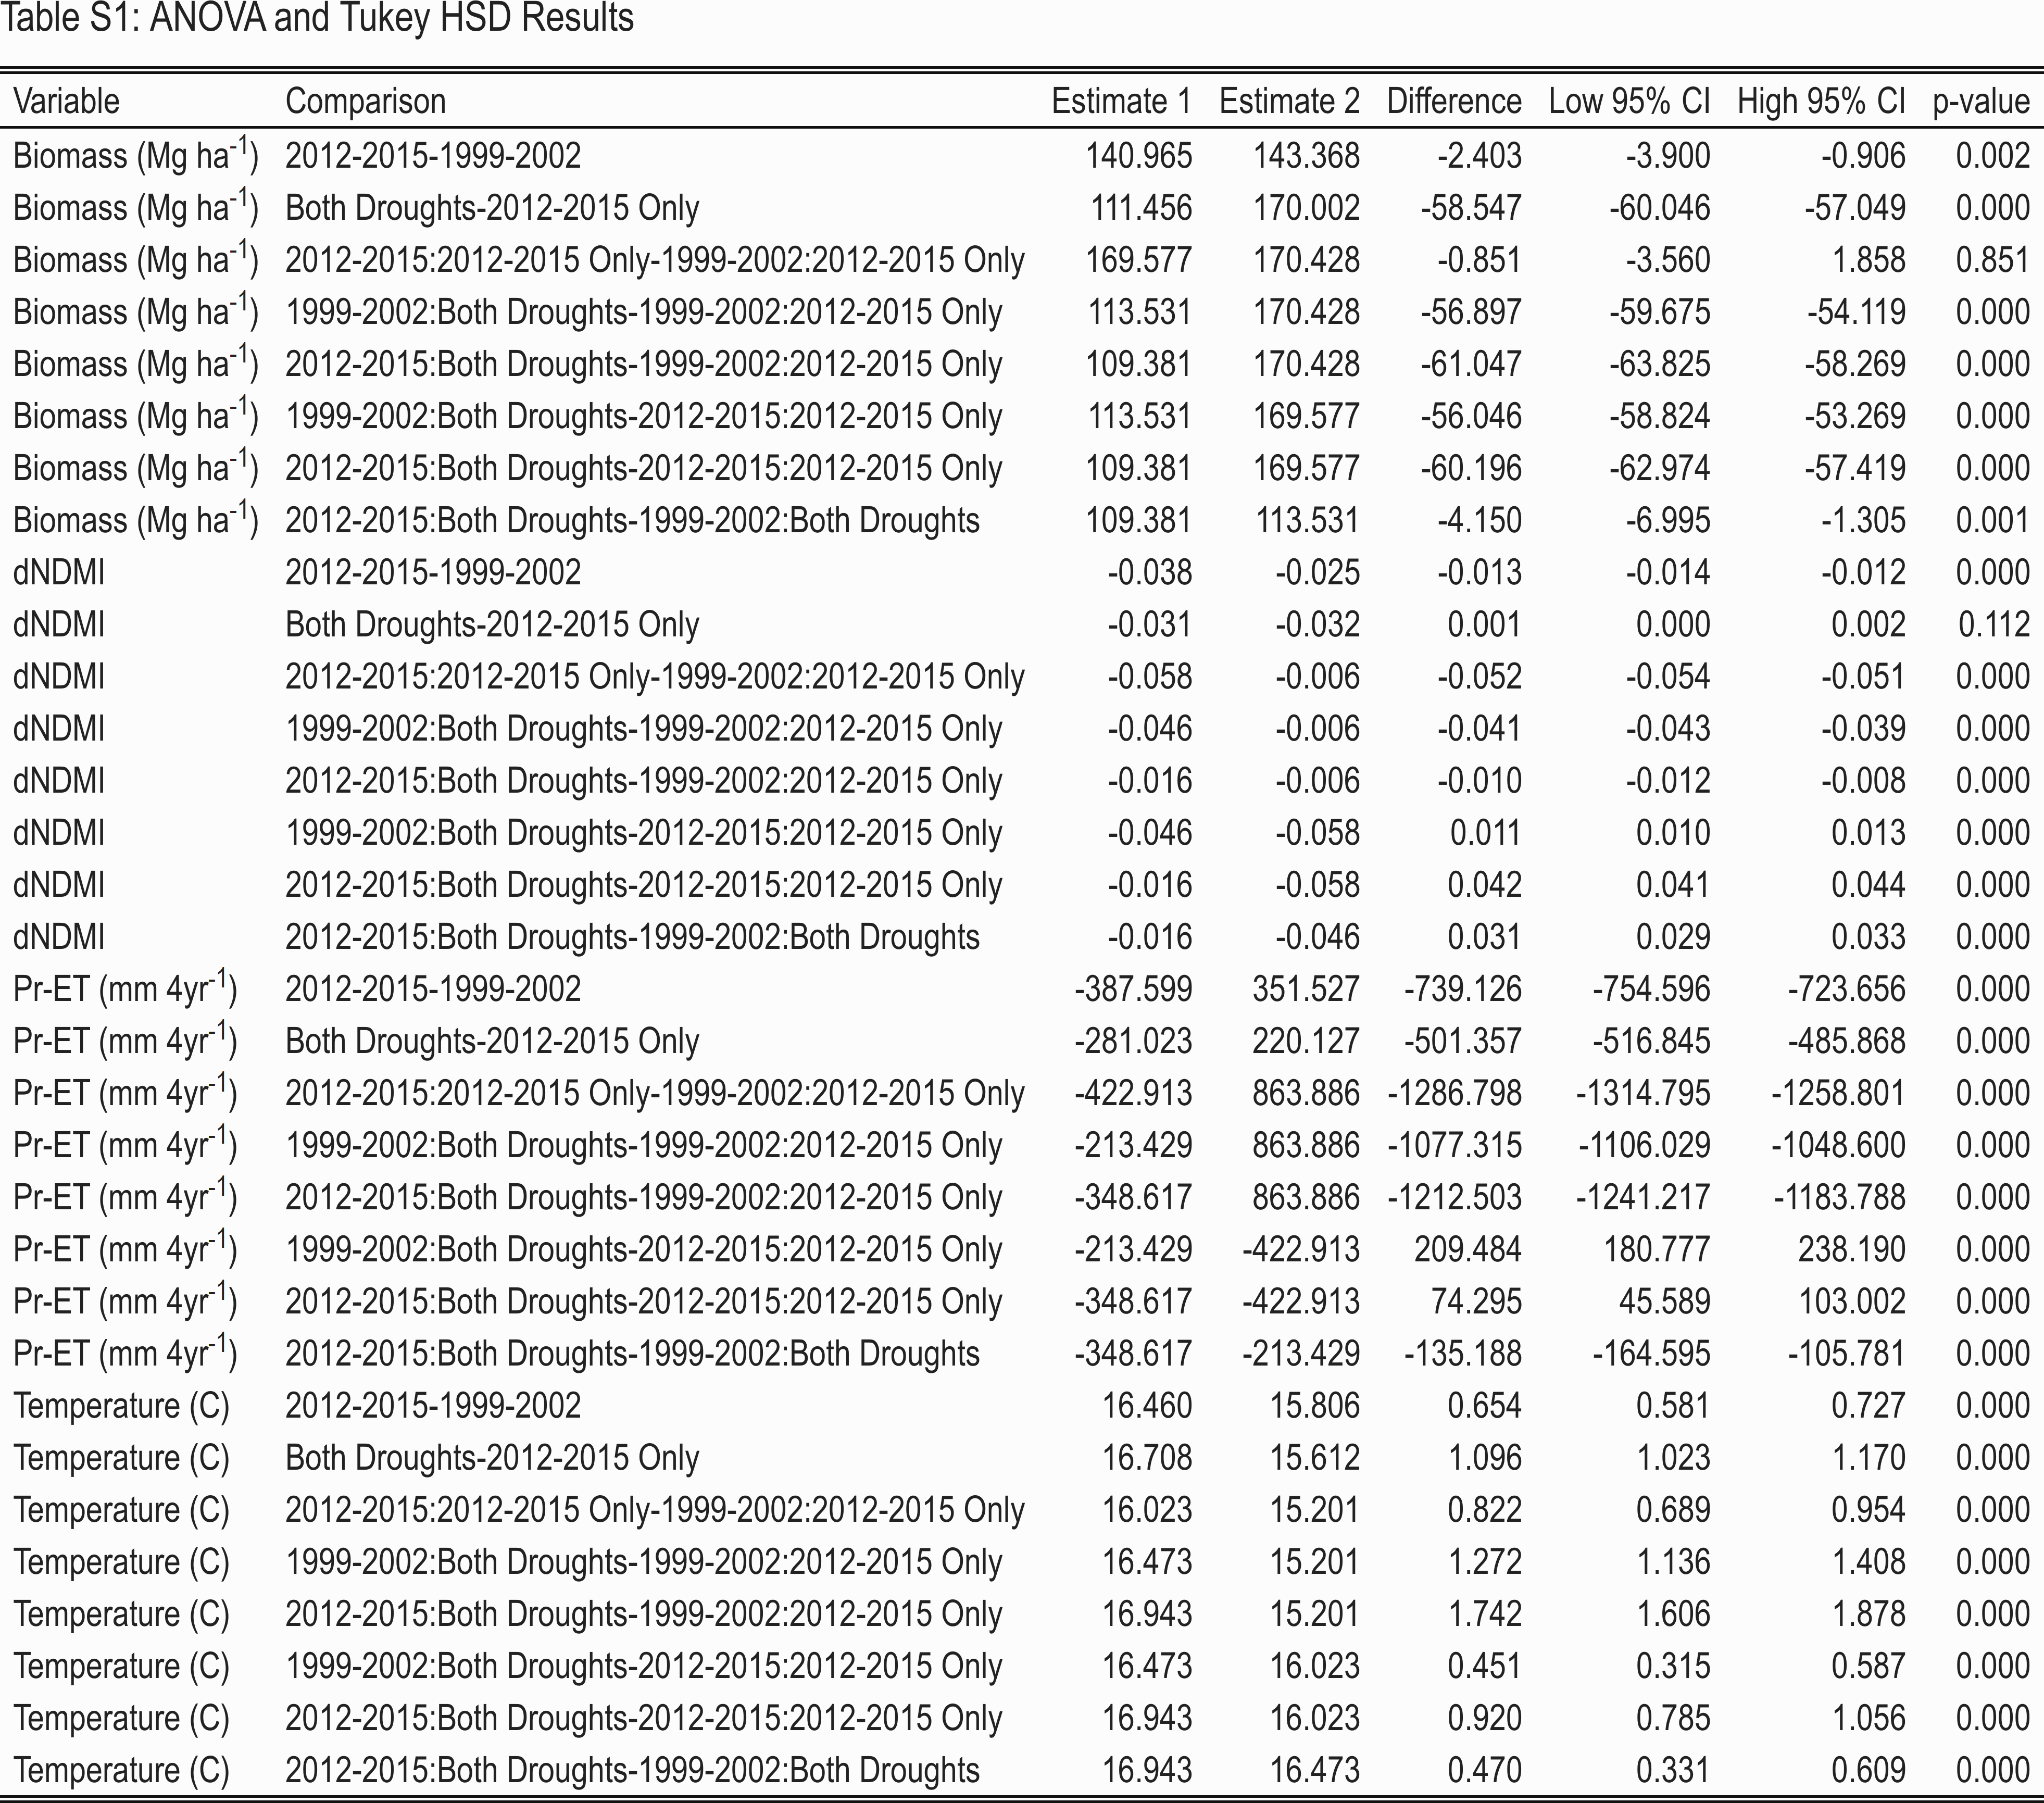 Table S1: ANOVA and Tukey HSD Results
Variable Comparison Estimate 1 Estimate 2 Difference Low 95% CI High 95% CI p-value
Biomass (Mg ha-1) 2012-2015-1999-2002 140.965 143.368 -2.403 -3.900 -0.906 0.002
Biomass (Mg ha-1) Both Droughts-2012-2015 Only 111.456 170.002 -58.547 -60.046 -57.049 0.000
Biomass (Mg ha-1) 2012-2015:2012-2015 Only-1999-2002:2012-2015 Only 169.577 170.428 -0.851 -3.560 1.858 0.851
Biomass (Mg ha-1) 1999-2002:Both Droughts-1999-2002:2012-2015 Only 113.531 170.428 -56.897 -59.675 -54.119 0.000
Biomass (Mg ha-1) 2012-2015:Both Droughts-1999-2002:2012-2015 Only 109.381 170.428 -61.047 -63.825 -58.269 0.000
Biomass (Mg ha-1) 1999-2002:Both Droughts-2012-2015:2012-2015 Only 113.531 169.577 -56.046 -58.824 -53.269 0.000
Biomass (Mg ha-1) 2012-2015:Both Droughts-2012-2015:2012-2015 Only 109.381 169.577 -60.196 -62.974 -57.419 0.000
Biomass (Mg ha-1) 2012-2015:Both Droughts-1999-2002:Both Droughts 109.381 113.531 -4.150 -6.995 -1.305 0.001
dNDMI 2012-2015-1999-2002 -0.038 -0.025 -0.013 -0.014 -0.012 0.000
dNDMI Both Droughts-2012-2015 Only -0.031 -0.032 0.001 0.000 0.002 0.112
dNDMI 2012-2015:2012-2015 Only-1999-2002:2012-2015 Only -0.058 -0.006 -0.052 -0.054 -0.051 0.000
dNDMI 1999-2002:Both Droughts-1999-2002:2012-2015 Only -0.046 -0.006 -0.041 -0.043 -0.039 0.000
dNDMI 2012-2015:Both Droughts-1999-2002:2012-2015 Only -0.016 -0.006 -0.010 -0.012 -0.008 0.000
dNDMI 1999-2002:Both Droughts-2012-2015:2012-2015 Only -0.046 -0.058 0.011 0.010 0.013 0.000
dNDMI 2012-2015:Both Droughts-2012-2015:2012-2015 Only -0.016 -0.058 0.042 0.041 0.044 0.000
dNDMI 2012-2015:Both Droughts-1999-2002:Both Droughts -0.016 -0.046 0.031 0.029 0.033 0.000
Pr-ET (mm 4yr-1) 2012-2015-1999-2002 -387.599 351.527 -739.126 -754.596 -723.656 0.000
Pr-ET (mm 4yr-1) Both Droughts-2012-2015 Only -281.023 220.127 -501.357 -516.845 -485.868 0.000
Pr-ET (mm 4yr-1) 2012-2015:2012-2015 Only-1999-2002:2012-2015 Only -422.913 863.886 -1286.798 -1314.795 -1258.801 0.000
Pr-ET (mm 4yr-1) 1999-2002:Both Droughts-1999-2002:2012-2015 Only -213.429 863.886 -1077.315 -1106.029 -1048.600 0.000
Pr-ET (mm 4yr-1) 2012-2015:Both Droughts-1999-2002:2012-2015 Only -348.617 863.886 -1212.503 -1241.217 -1183.788 0.000
Pr-ET (mm 4yr-1) 1999-2002:Both Droughts-2012-2015:2012-2015 Only -213.429 -422.913 209.484 180.777 238.190 0.000
Pr-ET (mm 4yr-1) 2012-2015:Both Droughts-2012-2015:2012-2015 Only -348.617 -422.913 74.295 45.589 103.002 0.000
Pr-ET (mm 4yr-1) 2012-2015:Both Droughts-1999-2002:Both Droughts -348.617 -213.429 -135.188 -164.595 -105.781 0.000
Temperature (C) 2012-2015-1999-2002 16.460 15.806 0.654 0.581 0.727 0.000
Temperature (C) Both Droughts-2012-2015 Only 16.708 15.612 1.096 1.023 1.170 0.000
Temperature (C) 2012-2015:2012-2015 Only-1999-2002:2012-2015 Only 16.023 15.201 0.822 0.689 0.954 0.000
Temperature (C) 1999-2002:Both Droughts-1999-2002:2012-2015 Only 16.473 15.201 1.272 1.136 1.408 0.000
Temperature (C) 2012-2015:Both Droughts-1999-2002:2012-2015 Only 16.943 15.201 1.742 1.606 1.878 0.000
Temperature (C) 1999-2002:Both Droughts-2012-2015:2012-2015 Only 16.473 16.023 0.451 0.315 0.587 0.000
Temperature (C) 2012-2015:Both Droughts-2012-2015:2012-2015 Only 16.943 16.023 0.920 0.785 1.056 0.000
Temperature (C) 2012-2015:Both Droughts-1999-2002:Both Droughts 16.943 16.473 0.470 0.331 0.609 0.000